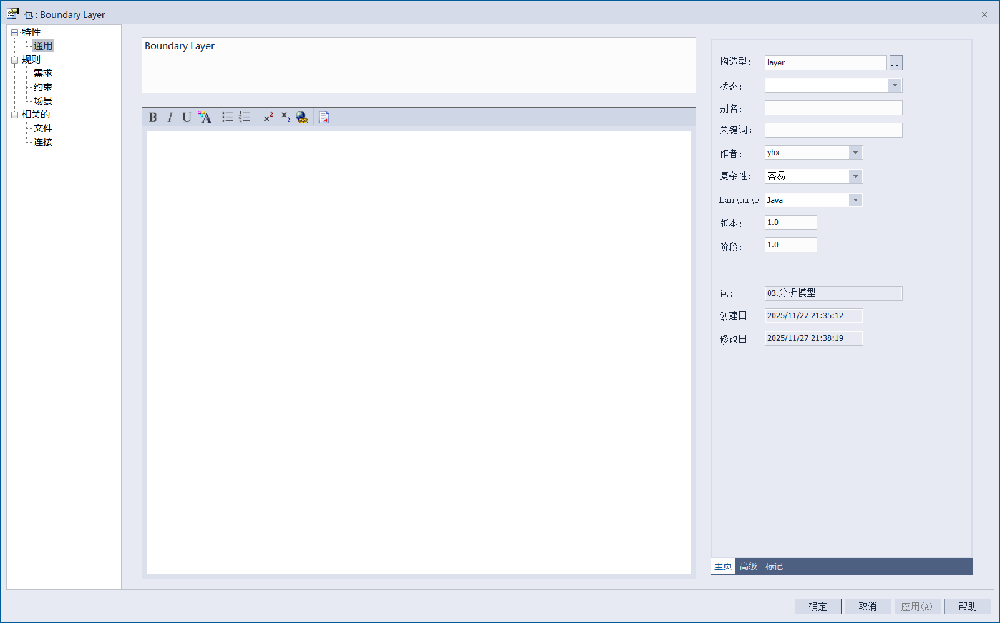 包 : Boundary Layer
特性
通用
规则
需求
约束
场景
相关的
文件
连接
Boundary Layer
B I U A x² x₂
构造型: layer ..
状态:
别名:
关键词:
作者: yhx
复杂性: 容易
Language Java
版本: 1.0
阶段: 1.0
包: 03.分析模型
创建日 2025/11/27 21:35:12
修改日 2025/11/27 21:38:19
主页 高级 标记
确定 取消 应用(A) 帮助